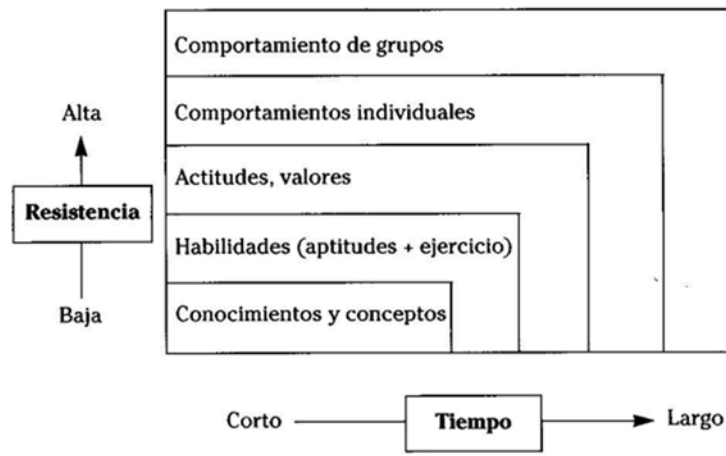 Comportamiento de grupos
Comportamientos individuales
Actitudes, valores
Habilidades (aptitudes + ejercicio)
Conocimientos y conceptos
Alta
Resistencia
Baja
Corto
Tiempo
Largo